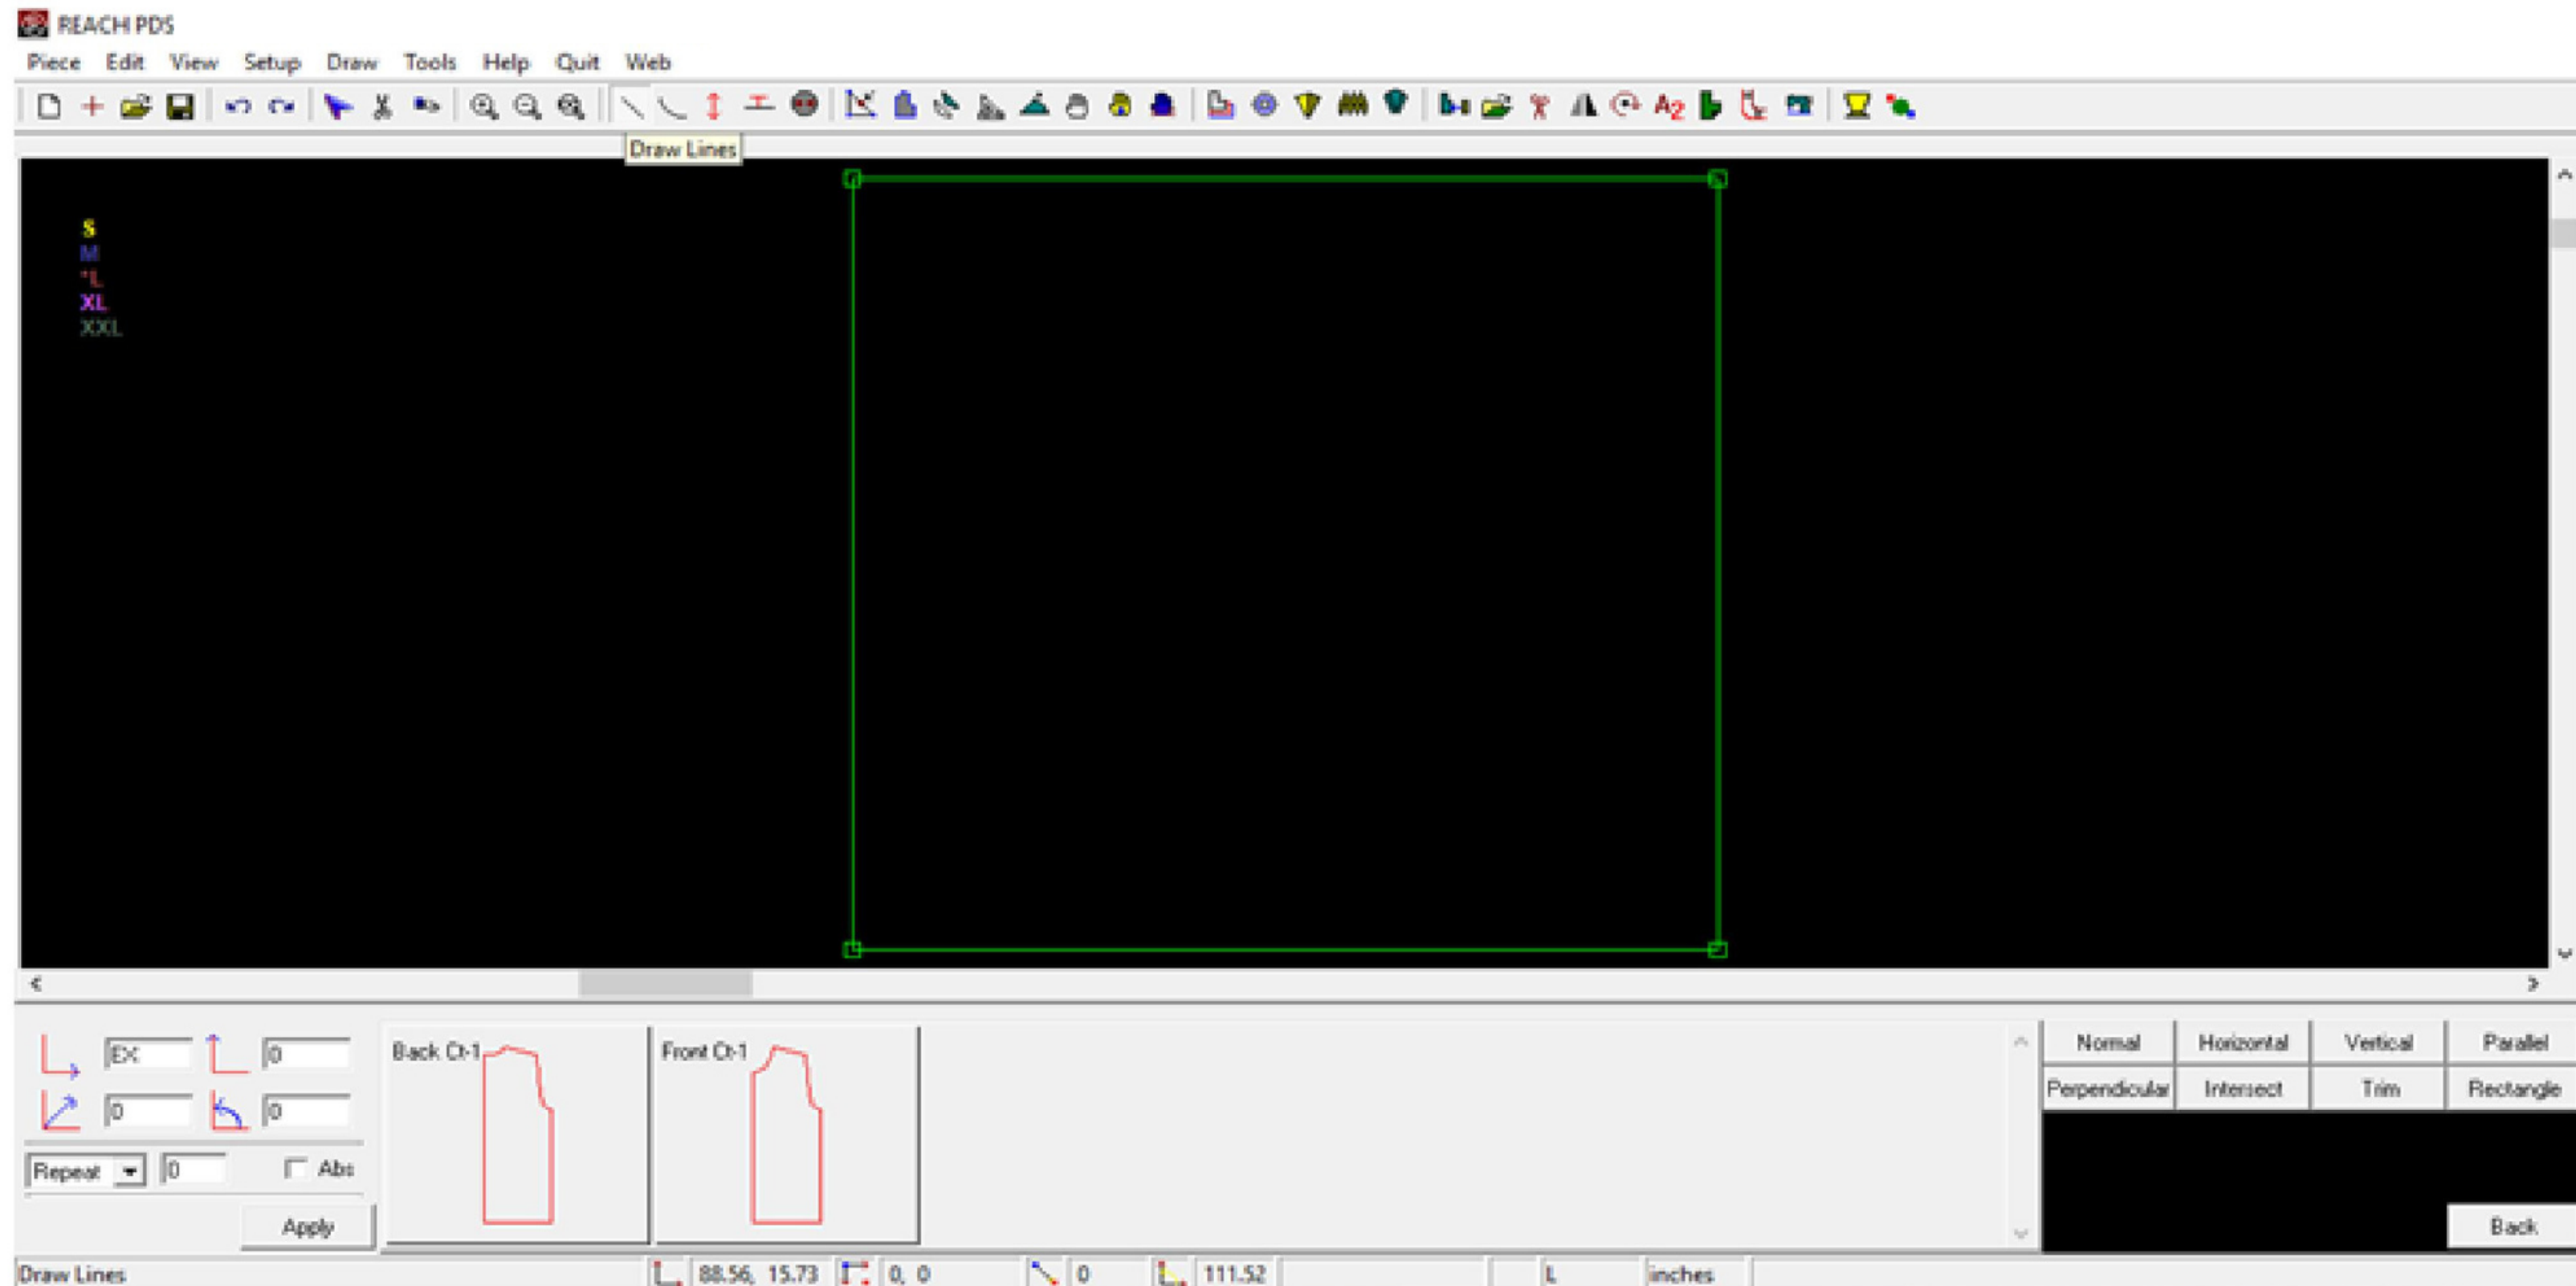 REACH PDS
Piece Edit View Setup Draw Tools Help Quit Web
A2
Draw Lines
S
M
*L
XL
XXL
EX 0
0 0
Repeat 0 Abs
Apply
Back Ct-1
Front Ct-1
Normal Horizontal Vertical Parallel
Perpendicular Intersect Trim Rectangle
Back
Draw Lines 88.56, 15.73 0, 0 0 111.52 L inches